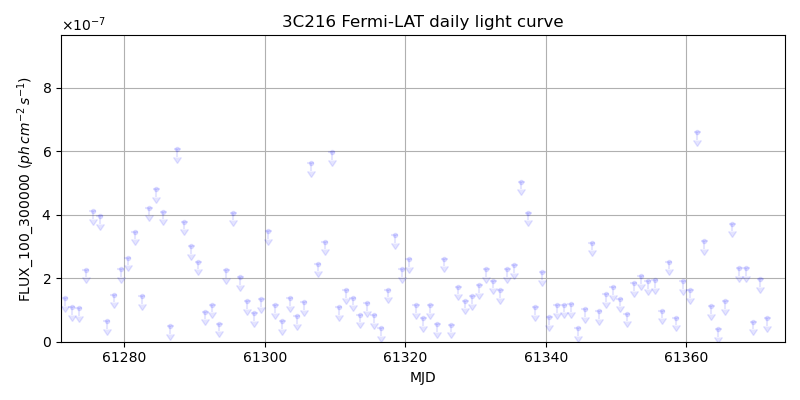 3C216 Fermi-LAT daily light curve
×10⁻⁷
FLUX_100_300000 (ph cm⁻² s⁻¹)
8
6
4
2
0
61280 61300 61320 61340 61360
MJD